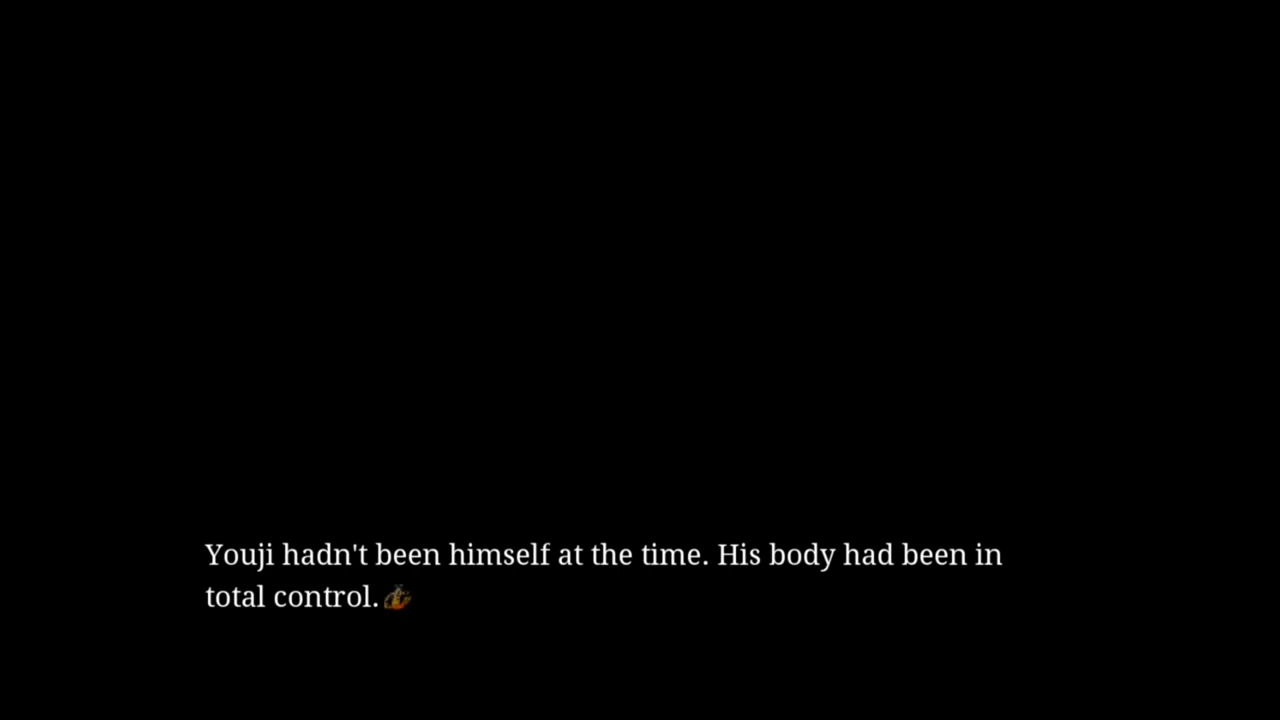 Youji hadn't been himself at the time. His body had been in
total control.